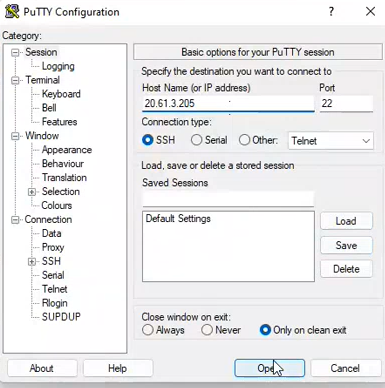 PuTTY Configuration
?
X
Category:
Session
Logging
Terminal
Keyboard
Bell
Features
Window
Appearance
Behaviour
Translation
Selection
Colours
Connection
Data
Proxy
SSH
Serial
Telnet
Rlogin
SUPDUP
Basic options for your PuTTY session
Specify the destination you want to connect to
Host Name (or IP address) Port
20.61.3.205 22
Connection type:
SSH Serial Other: Telnet
Load, save or delete a stored session
Saved Sessions
Default Settings
Load
Save
Delete
Close window on exit:
Always Never Only on clean exit
About Help Open Cancel